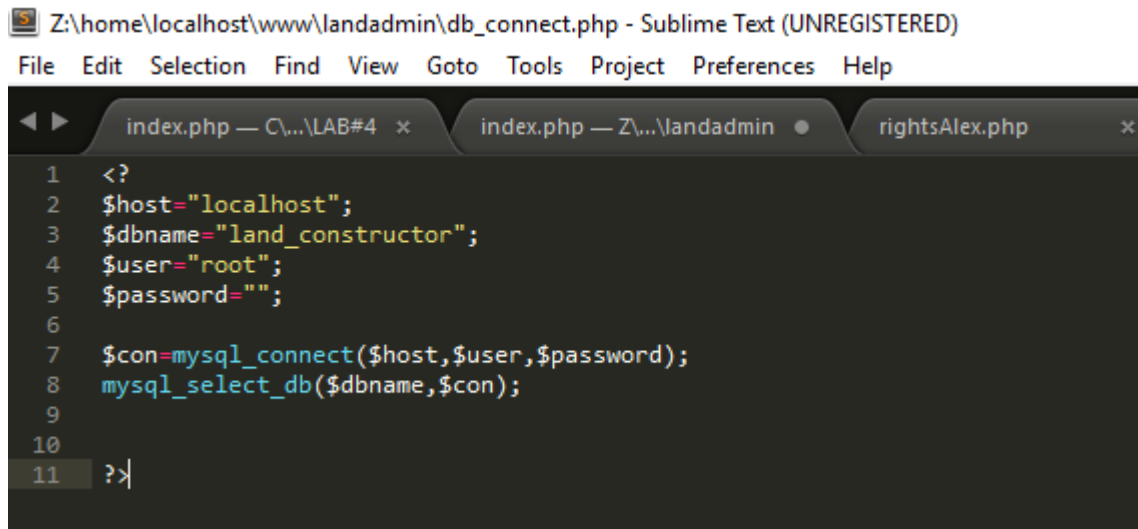 Z:\home\localhost\www\landadmin\db_connect.php - Sublime Text (UNREGISTERED)
File Edit Selection Find View Goto Tools Project Preferences Help
index.php — C\...\LAB#4 × index.php — Z\...\landadmin ● rightsAlex.php ×
1 <?
2 $host="localhost";
3 $dbname="land_constructor";
4 $user="root";
5 $password="";
6
7 $con=mysql_connect($host,$user,$password);
8 mysql_select_db($dbname,$con);
9
10
11 ?>